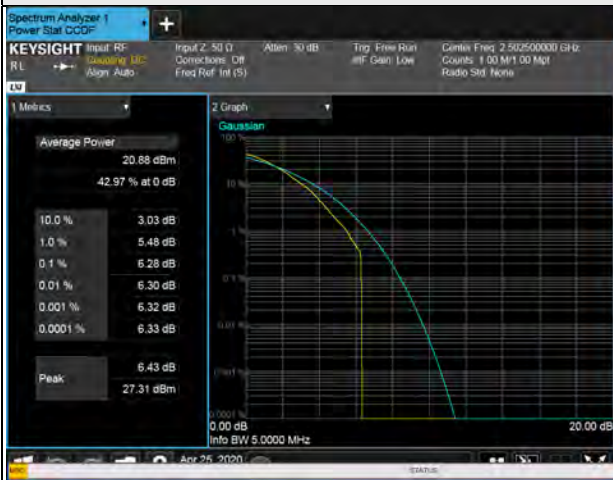 Spectrum Analyzer 1
Power Stat CCDF
+
KEYSIGHT Input: RF Input Z: 50 Ω Atten: 30 dB Trig: Free Run Center Freq: 2.502500000 GHz
RL Coupling: DC Corrections: Off #IF Gain: Low Counts: 1.00 M/1.00 Mpt
Align: Auto Freq Ref: Int (S) Radio Std: None
LXI
1 Metrics
2 Graph
Average Power
20.88 dBm
42.97 % at 0 dB
10.0 % 3.03 dB
1.0 % 5.48 dB
0.1 % 6.28 dB
0.01 % 6.30 dB
0.001 % 6.32 dB
0.0001 % 6.33 dB
Peak 6.43 dB
27.31 dBm
Gaussian
100 %
10 %
1 %
0.1 %
0.01 %
0.001 %
0.0001 %
0.00 dB 20.00 dB
Info BW 5.0000 MHz
Apr 25, 2020
MSG STATUS